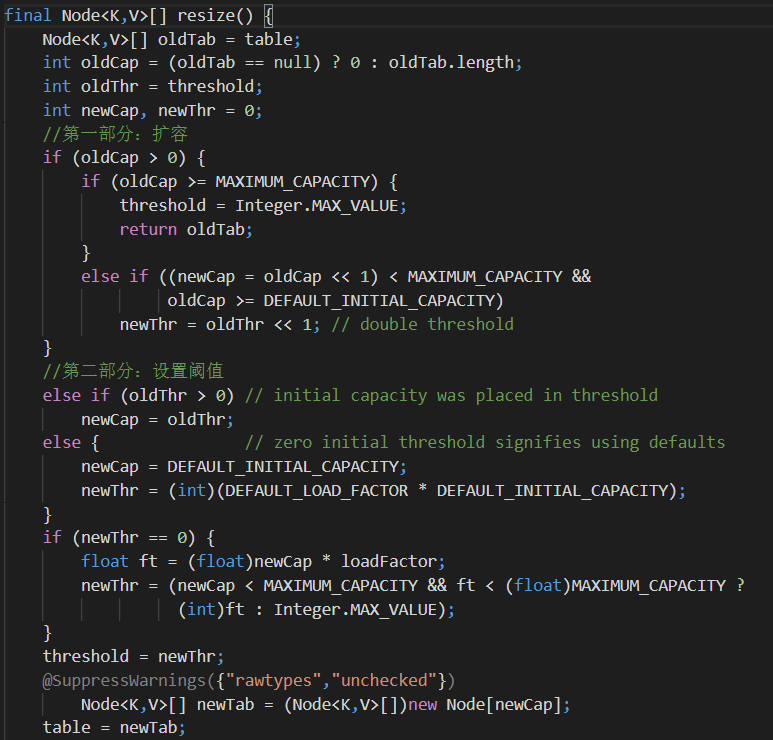 final Node<K,V>[] resize() {
    Node<K,V>[] oldTab = table;
    int oldCap = (oldTab == null) ? 0 : oldTab.length;
    int oldThr = threshold;
    int newCap, newThr = 0;
    //第一部分：扩容
    if (oldCap > 0) {
        if (oldCap >= MAXIMUM_CAPACITY) {
            threshold = Integer.MAX_VALUE;
            return oldTab;
        }
        else if ((newCap = oldCap << 1) < MAXIMUM_CAPACITY &&
                 oldCap >= DEFAULT_INITIAL_CAPACITY)
            newThr = oldThr << 1; // double threshold
    }
    //第二部分：设置阈值
    else if (oldThr > 0) // initial capacity was placed in threshold
        newCap = oldThr;
    else {               // zero initial threshold signifies using defaults
        newCap = DEFAULT_INITIAL_CAPACITY;
        newThr = (int)(DEFAULT_LOAD_FACTOR * DEFAULT_INITIAL_CAPACITY);
    }
    if (newThr == 0) {
        float ft = (float)newCap * loadFactor;
        newThr = (newCap < MAXIMUM_CAPACITY && ft < (float)MAXIMUM_CAPACITY ?
                  (int)ft : Integer.MAX_VALUE);
    }
    threshold = newThr;
    @SuppressWarnings({"rawtypes","unchecked"})
        Node<K,V>[] newTab = (Node<K,V>[])new Node[newCap];
    table = newTab;